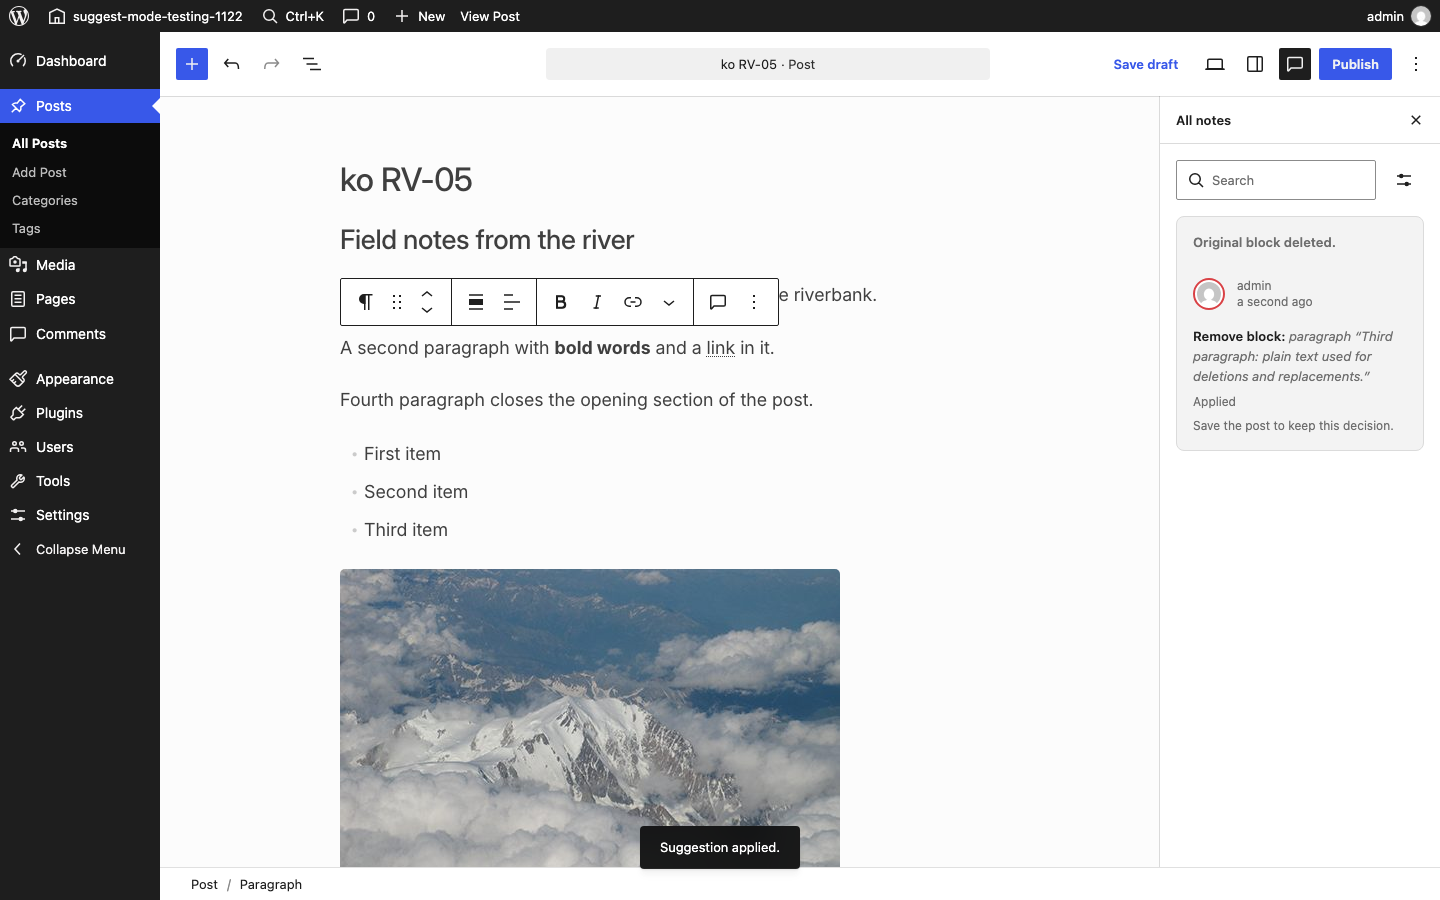 suggest-mode-testing-1122
Ctrl+K
0
New
View Post
admin
Dashboard
Posts
All Posts
Add Post
Categories
Tags
Media
Pages
Comments
Appearance
Plugins
Users
Tools
Settings
Collapse Menu
ko RV-05 · Post
Save draft
Publish
ko RV-05
Field notes from the river
e riverbank.
A second paragraph with bold words and a link in it.
Fourth paragraph closes the opening section of the post.
First item
Second item
Third item
Suggestion applied.
Post / Paragraph
All notes
Search
Original block deleted.
admin
a second ago
Remove block: paragraph “Third
paragraph: plain text used for
deletions and replacements.”
Applied
Save the post to keep this decision.